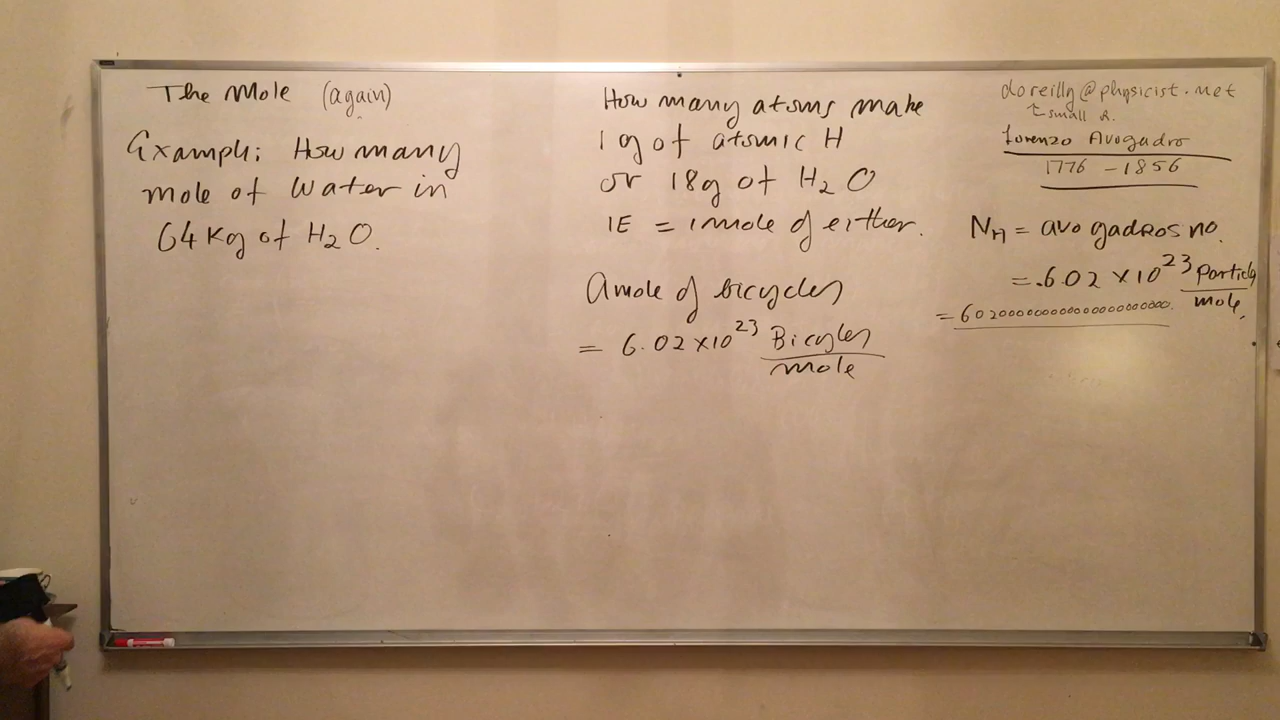 The Mole (again)
Example: How many
mole of Water in
64 Kg of H2O.
How many atoms make
1 g of atomic H
or 18g of H2O
IE = 1 mole of either.
A mole of bicycles
= 6.02 × 10^23 Bicycles
mole
doreilly@physicist.net
↑ small R.
Lorenzo Avogadro
1776 - 1856
NA = avogadros no.
= .602 × 10^23 particles
mole,
= 602000000000000000000000.